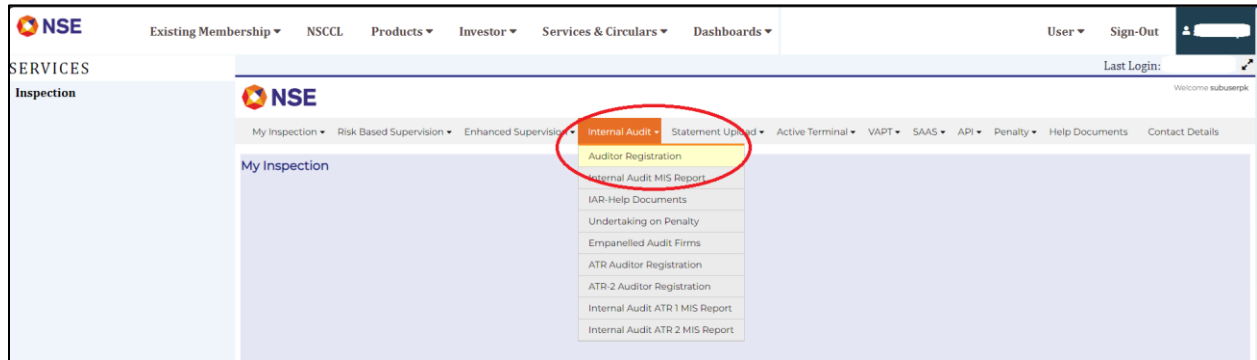 NSE Existing Membership NSCCL Products Investor Services & Circulars Dashboards User Sign-Out
SERVICES Last Login:
Inspection
NSE Welcome subuserpk
My Inspection Risk Based Supervision Enhanced Supervision Internal Audit Statement Upload Active Terminal VAPT SAAS API Penalty Help Documents Contact Details
My Inspection
Auditor Registration
Internal Audit MIS Report
IAR-Help Documents
Undertaking on Penalty
Empanelled Audit Firms
ATR Auditor Registration
ATR-2 Auditor Registration
Internal Audit ATR 1 MIS Report
Internal Audit ATR 2 MIS Report